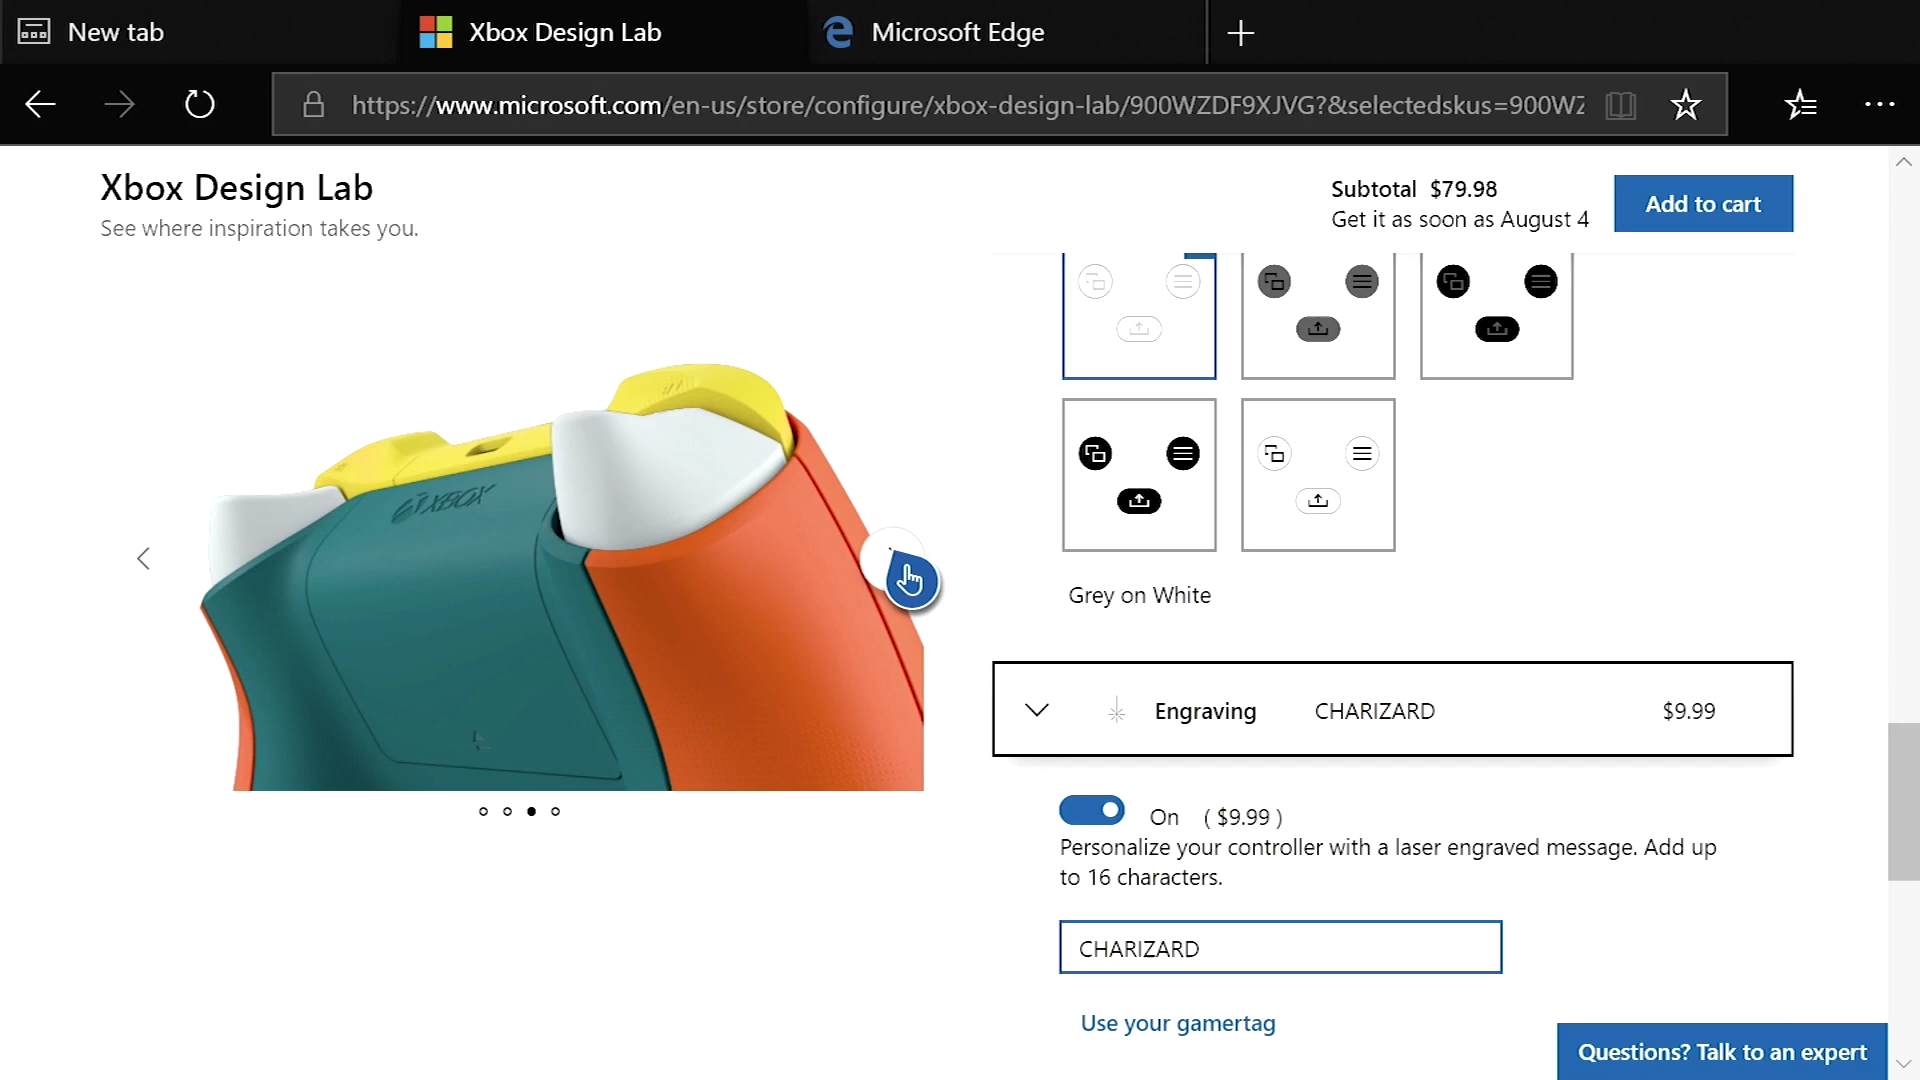 New tab
Xbox Design Lab
Microsoft Edge
https://www.microsoft.com/en-us/store/configure/xbox-design-lab/900WZDF9XJVG?&selectedskus=900WZ
Xbox Design Lab
See where inspiration takes you.
Subtotal $79.98
Get it as soon as August 4
Add to cart
XBOX
Grey on White
Engraving CHARIZARD $9.99
On ( $9.99 )
Personalize your controller with a laser engraved message. Add up
to 16 characters.
CHARIZARD
Use your gamertag
Questions? Talk to an expert